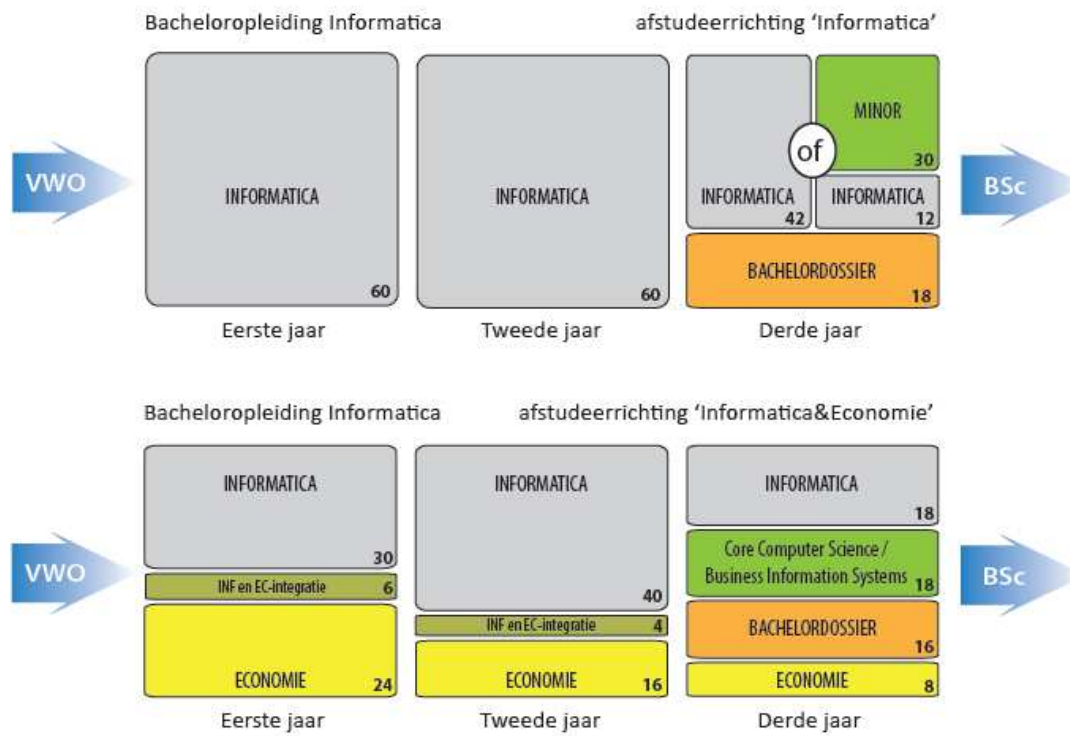 Bacheloropleiding Informatica
afstudeerrichting ‘Informatica’
VWO
INFORMATICA
60
INFORMATICA
60
MINOR
30
of
INFORMATICA
42
INFORMATICA
12
BACHELORDOSSIER
18
BSc
Eerste jaar
Tweede jaar
Derde jaar
Bacheloropleiding Informatica
afstudeerrichting ‘Informatica&Economie’
VWO
INFORMATICA
30
INF en EC-integratie 6
ECONOMIE 24
INFORMATICA
40
INF en EC-integratie 4
ECONOMIE 16
INFORMATICA
18
Core Computer Science /
Business Information Systems 18
BACHELORDOSSIER
16
ECONOMIE 8
BSc
Eerste jaar
Tweede jaar
Derde jaar